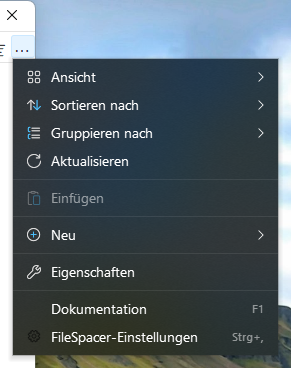 Ansicht
Sortieren nach
Gruppieren nach
Aktualisieren
Einfügen
Neu
Eigenschaften
Dokumentation F1
FileSpacer-Einstellungen Strg+,